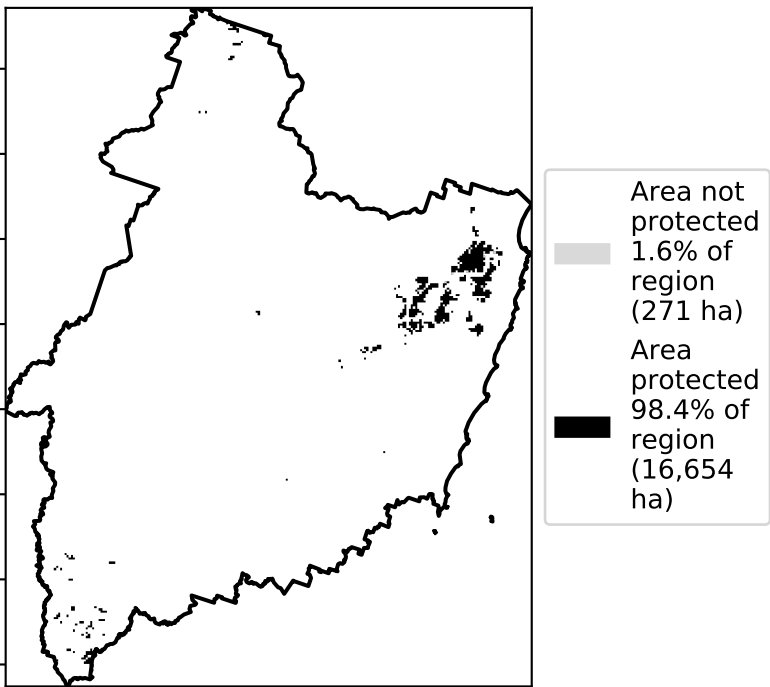 Area not
protected
1.6% of
region
(271 ha)
Area
protected
98.4% of
region
(16,654
ha)